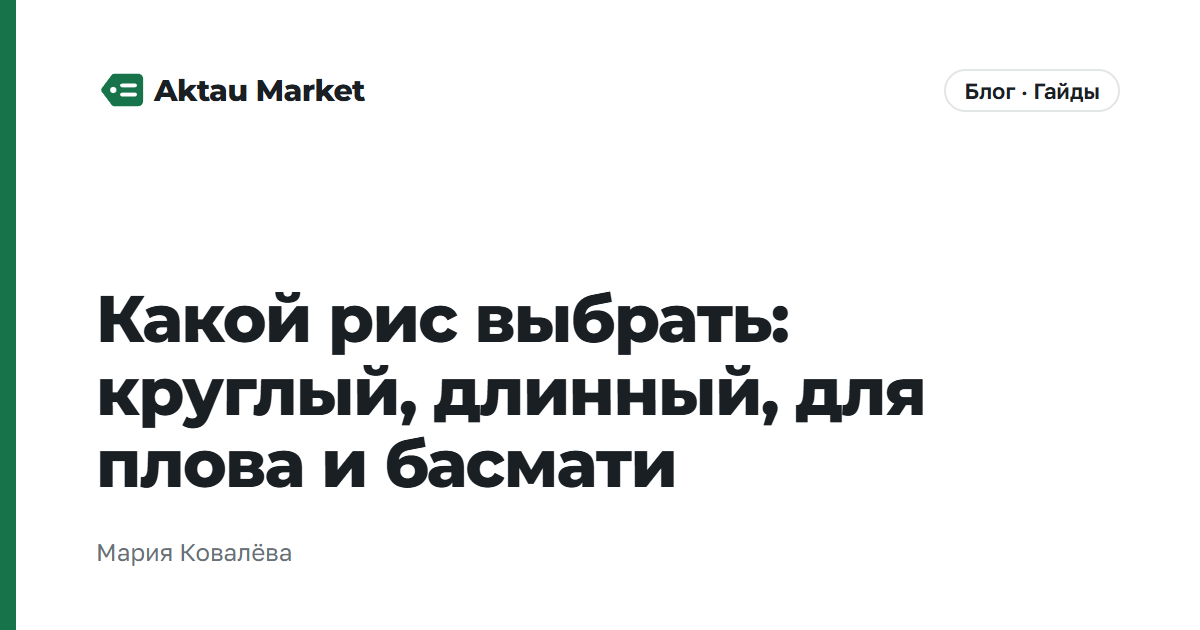 Aktau Market
Блог · Гайды
Какой рис выбрать:
круглый, длинный, для
плова и басмати
Мария Ковалёва